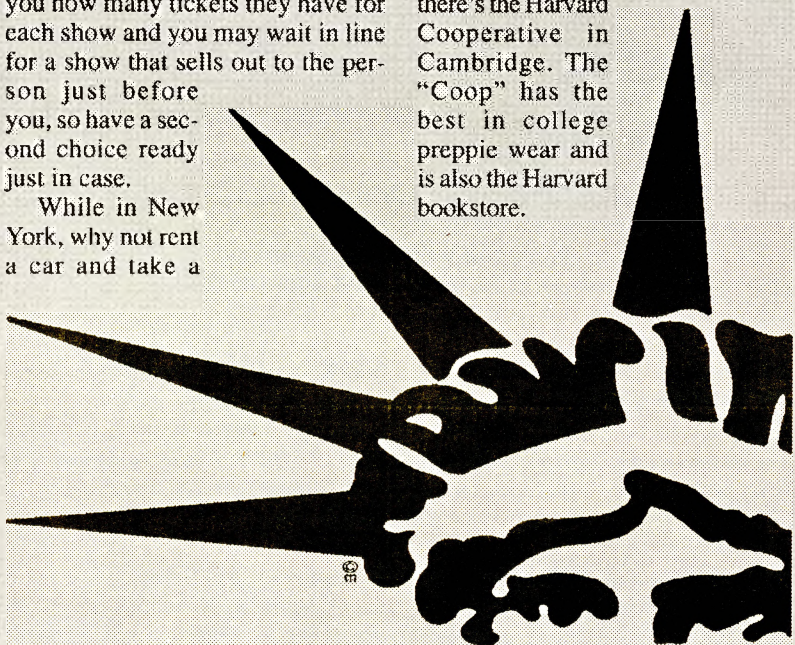 you how many tickets they have for
each show and you may wait in line
for a show that sells out to the per-
son just before
you, so have a sec-
ond choice ready
just in case.
While in New
York, why not rent
a car and take a
there's the Harvard
Cooperative in
Cambridge. The
“Coop” has the
best in college
preppie wear and
is also the Harvard
bookstore.